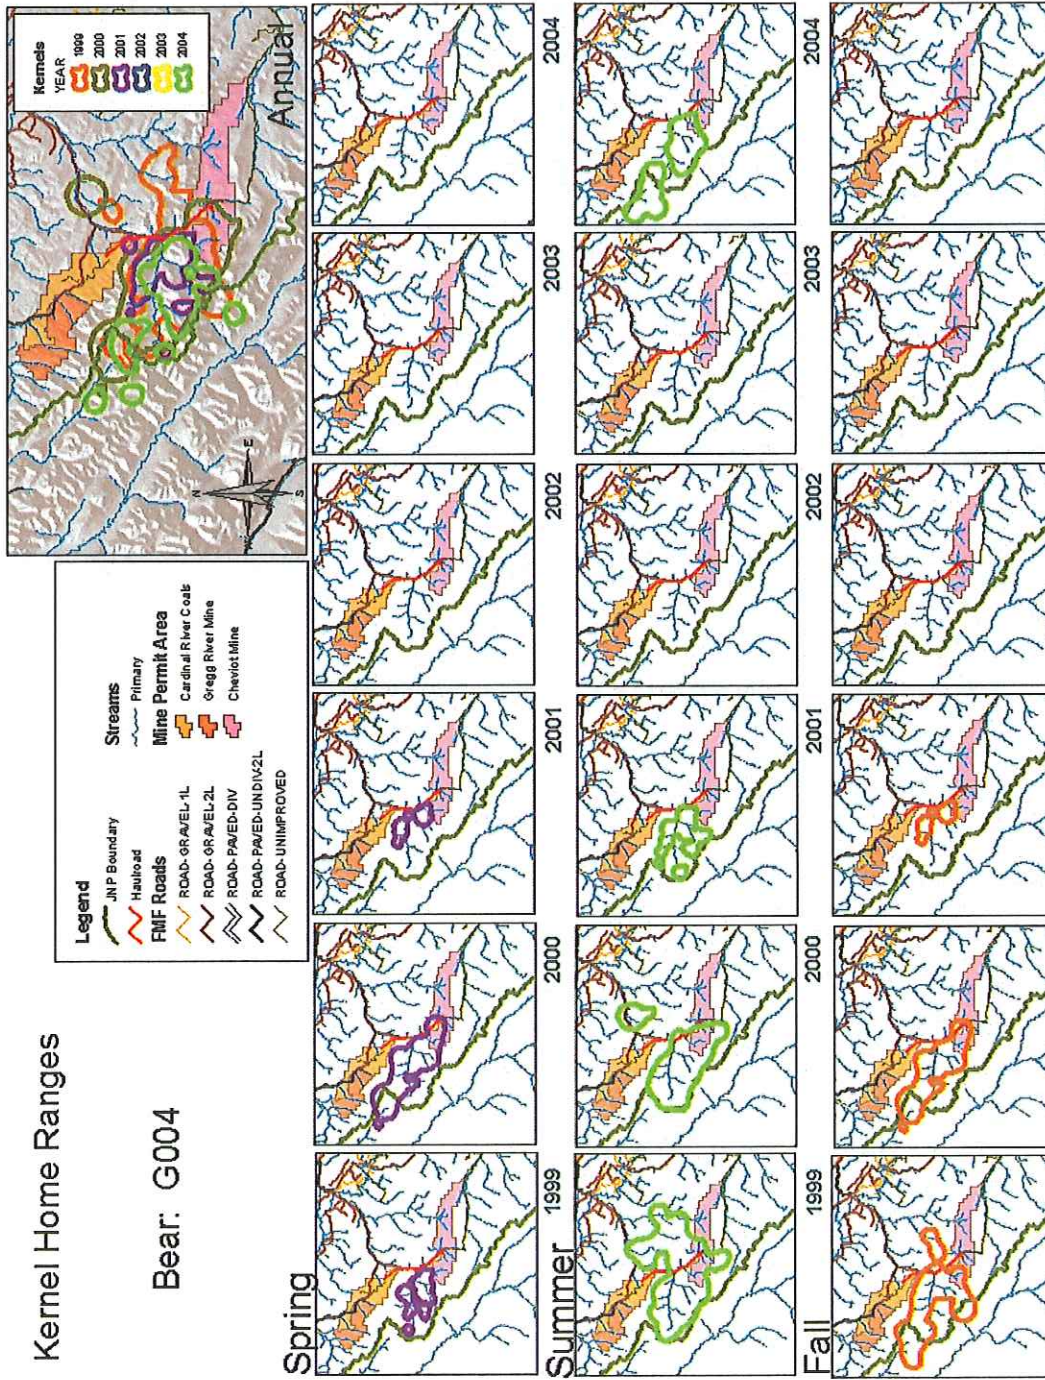 Kernel Home Ranges
Bear: G004
Legend
JNP Boundary
Haulroad
FMF Roads
ROAD-GRAVEL-1L
ROAD-GRAVEL-2L
ROAD-PAVED-DIV
ROAD-PAVED-UNDIV-2L
ROAD-UNIMPROVED
Streams
Primary
Mine Permit Area
Cardinal River Coals
Gregg River Mine
Cheviot Mine
N
E
S
Kernels
YEAR
1999
2000
2001
2002
2003
2004
Annual
Spring
1999
2000
2001
2002
2003
2004
Summer
1999
2000
2001
2002
2003
2004
Fall